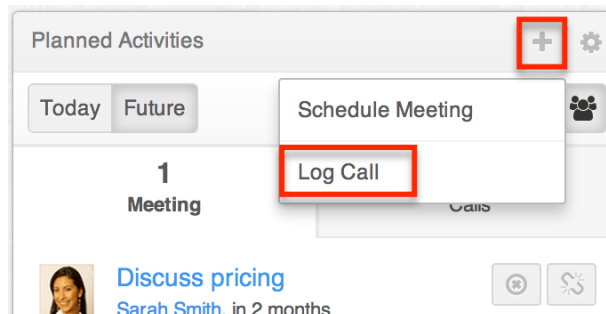 Planned Activities
Today Future
Schedule Meeting
Log Call
1
Meeting
Calls
Discuss pricing
Sarah Smith, in 2 months